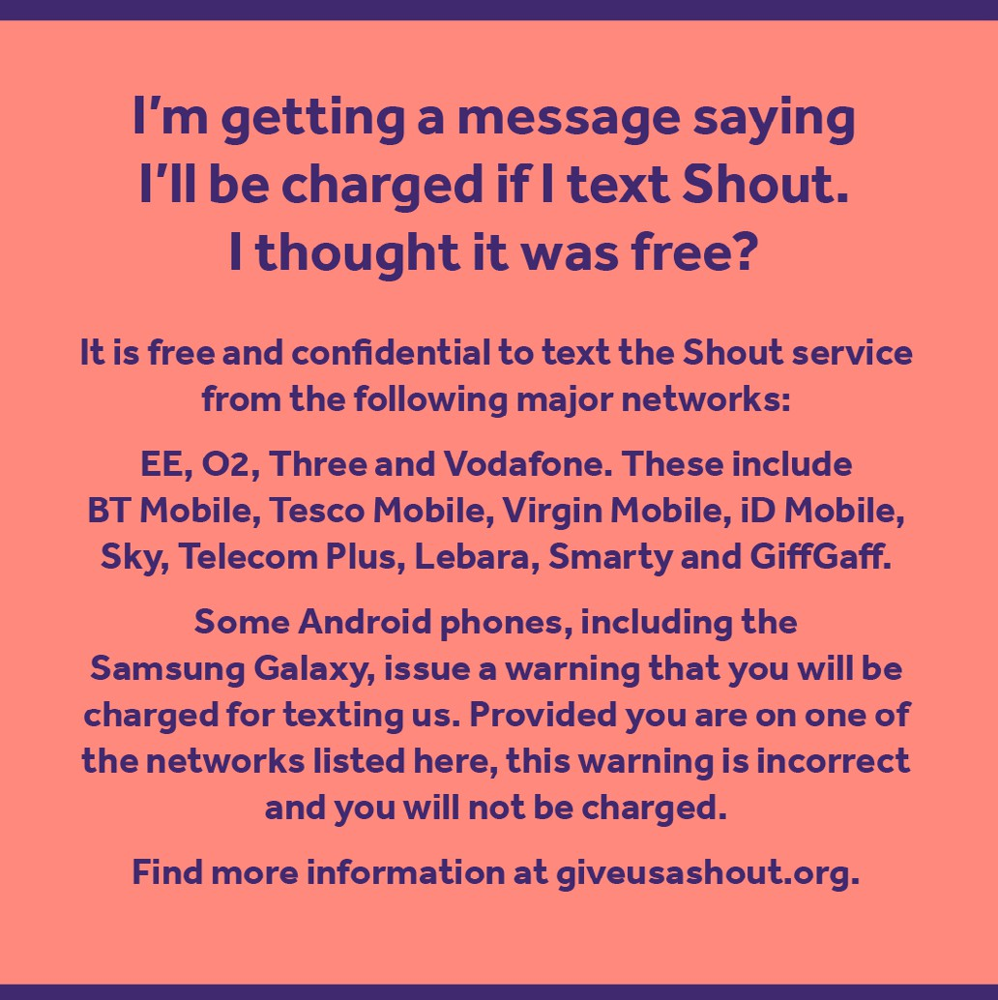 I’m getting a message saying
I’ll be charged if I text Shout.
I thought it was free?
It is free and confidential to text the Shout service
from the following major networks:
EE, O2, Three and Vodafone. These include
BT Mobile, Tesco Mobile, Virgin Mobile, iD Mobile,
Sky, Telecom Plus, Lebara, Smarty and GiffGaff.
Some Android phones, including the
Samsung Galaxy, issue a warning that you will be
charged for texting us. Provided you are on one of
the networks listed here, this warning is incorrect
and you will not be charged.
Find more information at giveusashout.org.